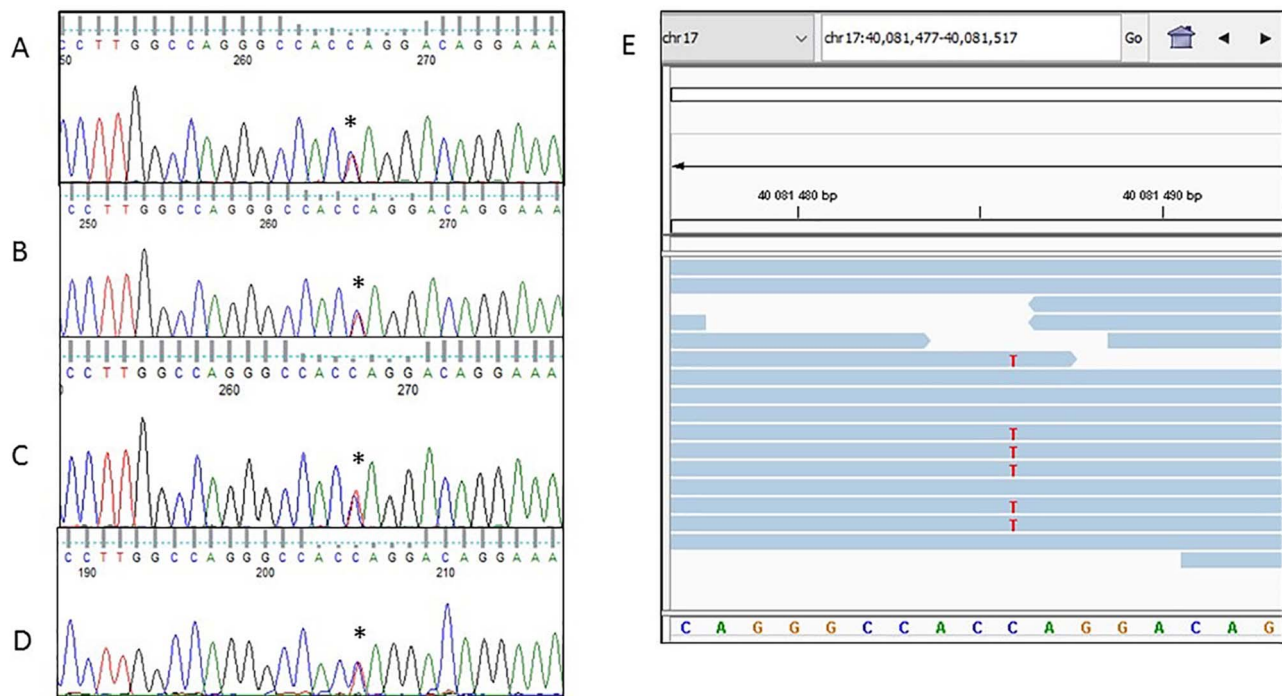 A
C C T T G G C C A G G G C C A C C A G G A C A G G A A A
50 260 270
*
B
C C T T G G C C A G G G C C A C C A G G A C A G G A A A
250 260 270
*
C
C C T T G G C C A G G G C C A C C A G G A C A G G A A A
260 270
*
D
C C T T G G C C A G G G C C A C C A G G A C A G G A A A
190 200 210
*
E
chr17 chr17:40,081,477-40,081,517 Go
40 081 480 bp 40 081 490 bp
T
T
T
T
T
T
C A G G G C C A C C A G G A C A G